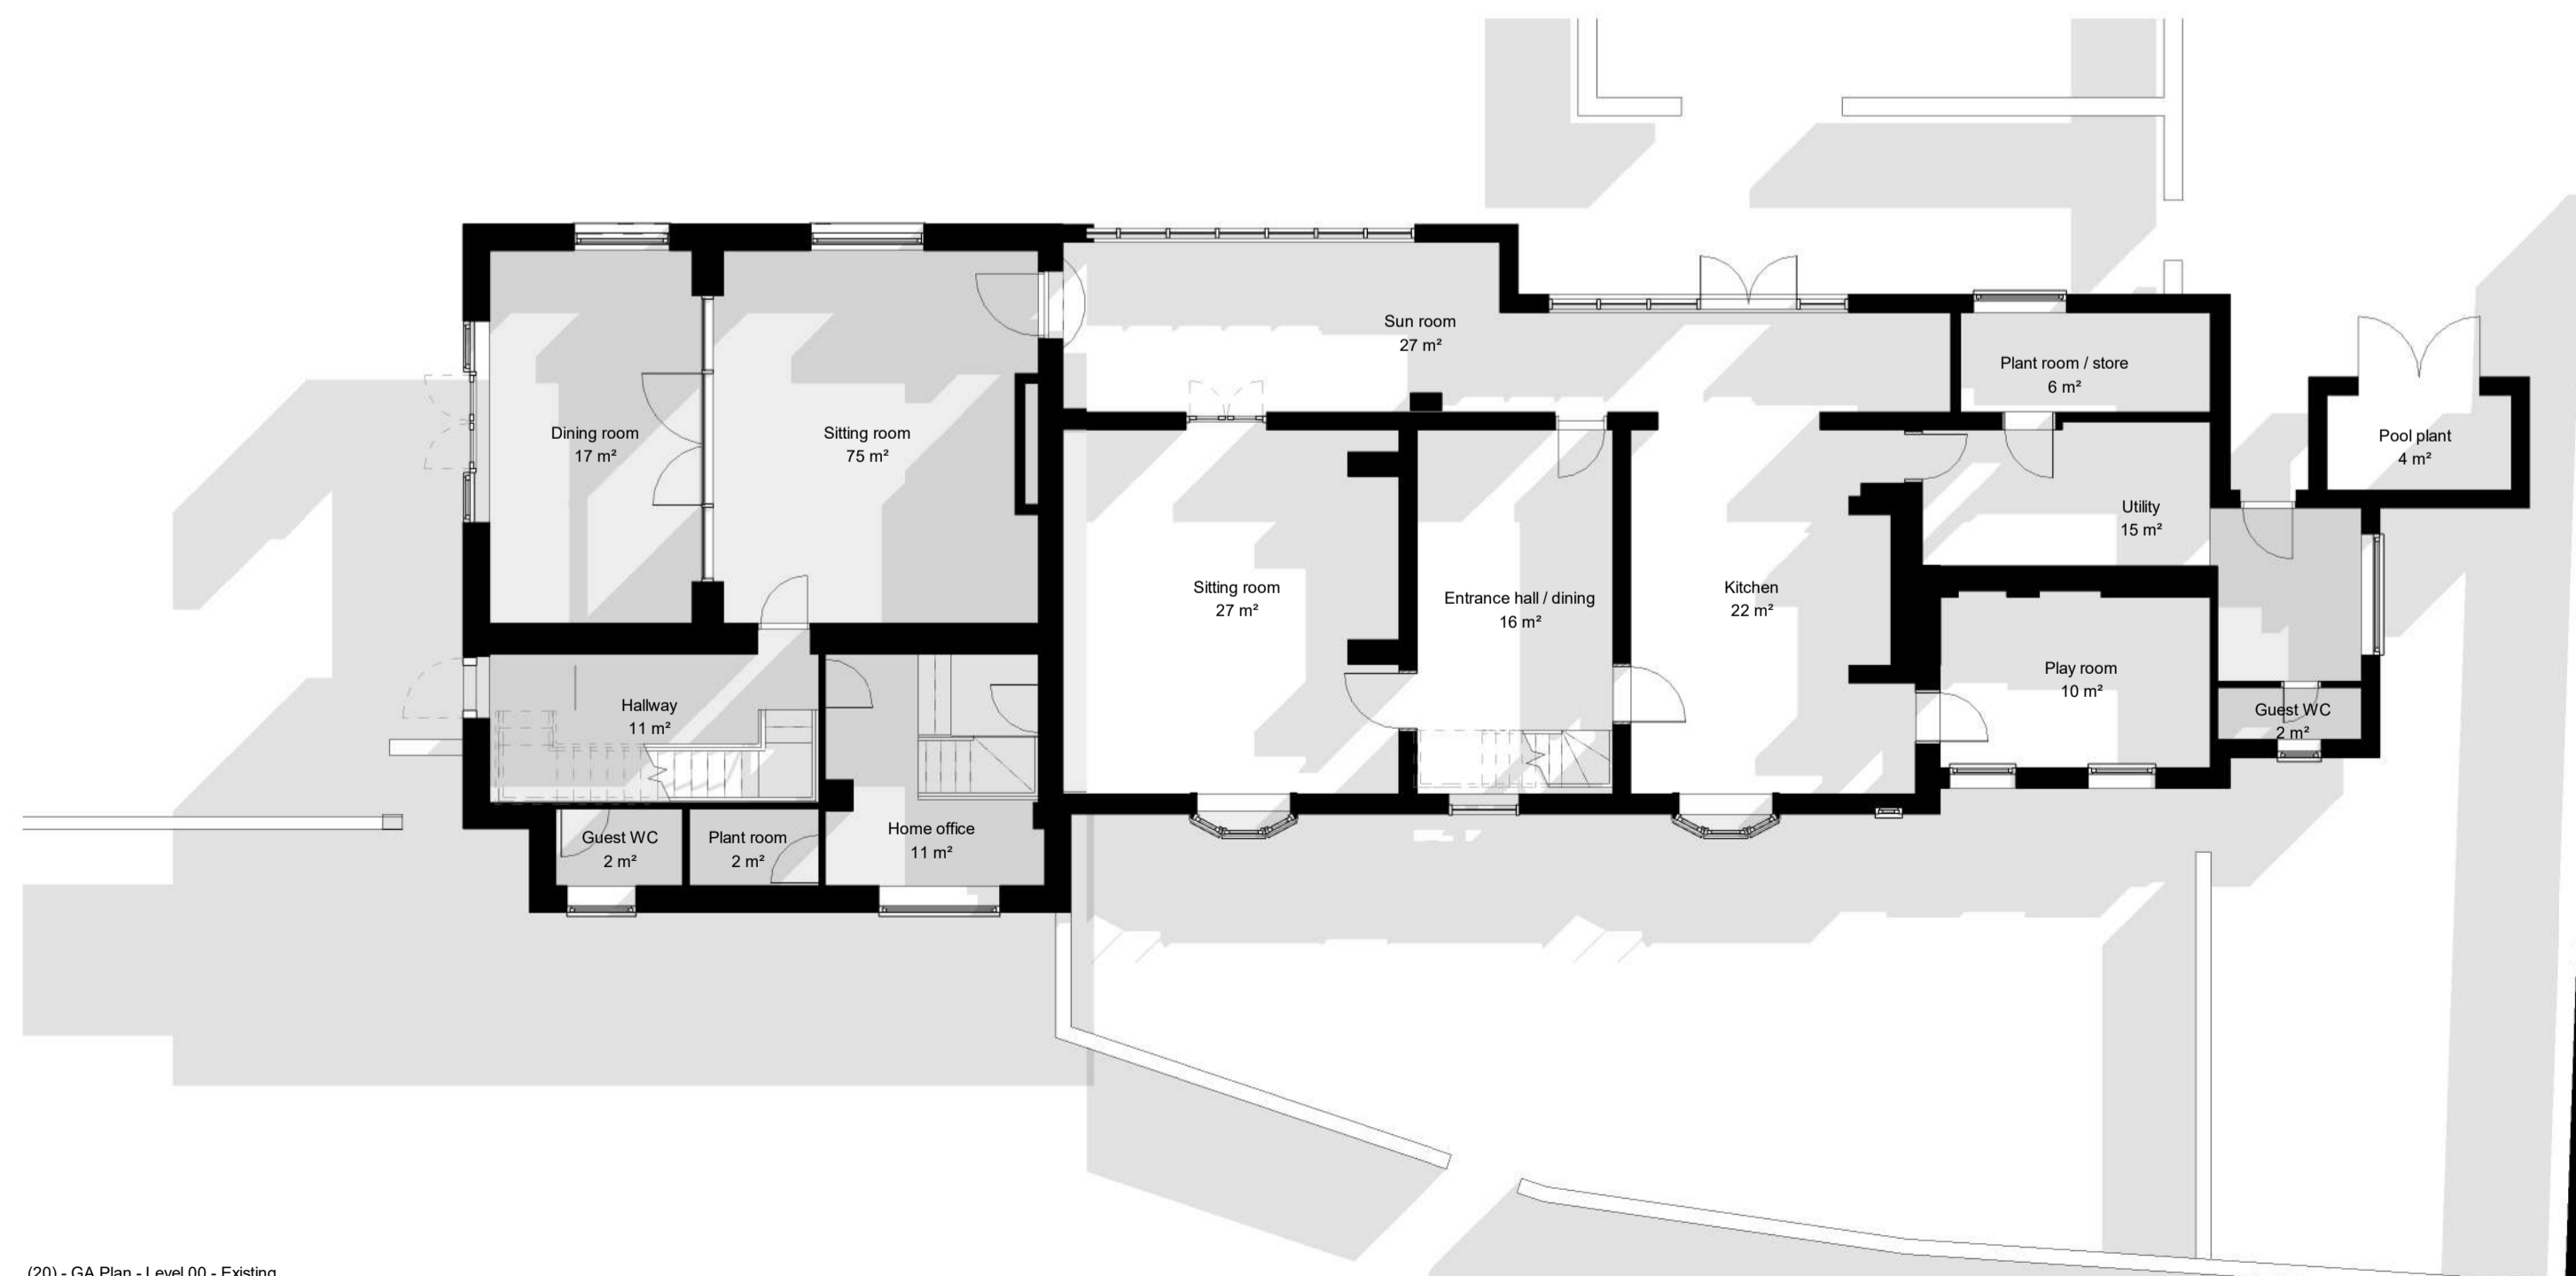 Sun room
27 m²
Plant room / store
6 m²
Dining room
17 m²
Sitting room
75 m²
Pool plant
4 m²
Utility
15 m²
Sitting room
27 m²
Entrance hall / dining
16 m²
Kitchen
22 m²
Play room
10 m²
Hallway
11 m²
Guest WC
2 m²
Guest WC
2 m²
Plant room
2 m²
Home office
11 m²
(20) - GA Plan - Level 00 - Existing